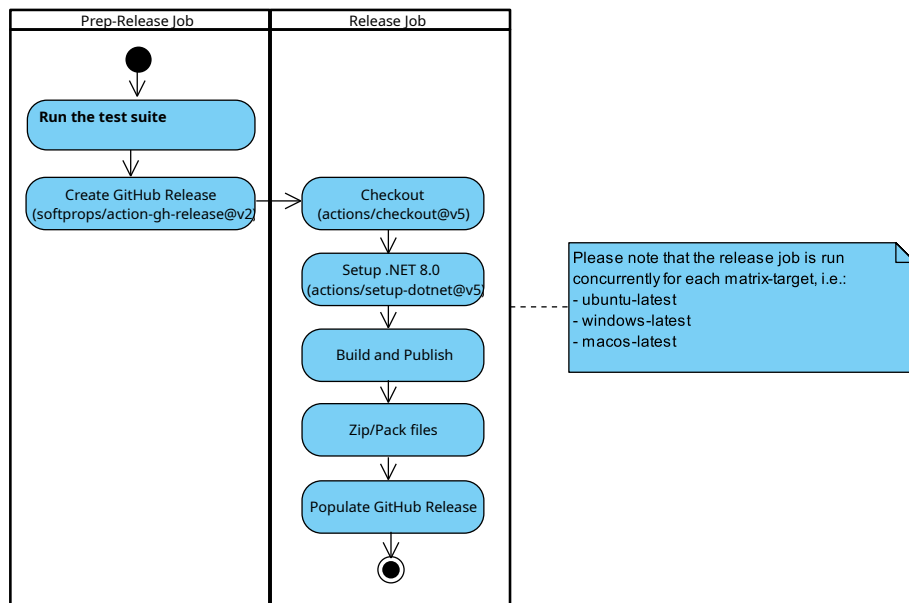 Prep-Release Job
Release Job
Run the test suite
Create GitHub Release
(softprops/action-gh-release@v2)
Checkout
(actions/checkout@v5)
Setup .NET 8.0
(actions/setup-dotnet@v5)
Build and Publish
Zip/Pack files
Populate GitHub Release
Please note that the release job is run
concurrently for each matrix-target, i.e.:
- ubuntu-latest
- windows-latest
- macos-latest